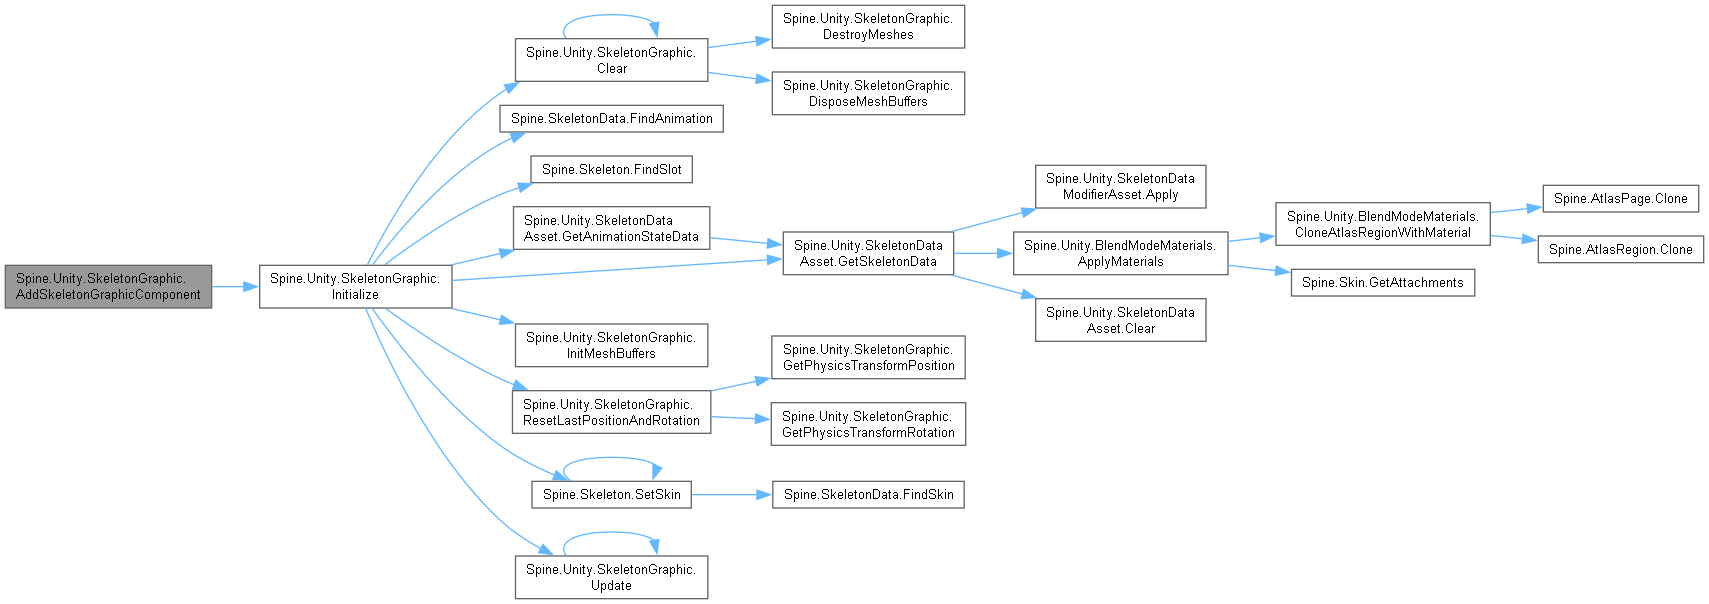 Spine.Unity.SkeletonGraphic.
AddSkeletonGraphicComponent
Spine.Unity.SkeletonGraphic.
Initialize
Spine.Unity.SkeletonGraphic.
Clear
Spine.Unity.SkeletonGraphic.
DestroyMeshes
Spine.Unity.SkeletonGraphic.
DisposeMeshBuffers
Spine.SkeletonData.FindAnimation
Spine.Skeleton.FindSlot
Spine.Unity.SkeletonData
Asset.GetAnimationStateData
Spine.Unity.SkeletonData
Asset.GetSkeletonData
Spine.Unity.SkeletonData
ModifierAsset.Apply
Spine.Unity.BlendModeMaterials.
ApplyMaterials
Spine.Unity.BlendModeMaterials.
CloneAtlasRegionWithMaterial
Spine.AtlasPage.Clone
Spine.AtlasRegion.Clone
Spine.Skin.GetAttachments
Spine.Unity.SkeletonData
Asset.Clear
Spine.Unity.SkeletonGraphic.
InitMeshBuffers
Spine.Unity.SkeletonGraphic.
ResetLastPositionAndRotation
Spine.Unity.SkeletonGraphic.
GetPhysicsTransformPosition
Spine.Unity.SkeletonGraphic.
GetPhysicsTransformRotation
Spine.Skeleton.SetSkin
Spine.SkeletonData.FindSkin
Spine.Unity.SkeletonGraphic.
Update